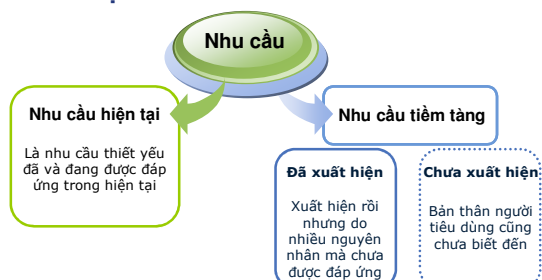 Nhu cầu
Nhu cầu hiện tại
Là nhu cầu thiết yếu
đã và đang được đáp
ứng trong hiện tại
Nhu cầu tiềm tàng
Đã xuất hiện
Xuất hiện rồi
nhưng do
nhiều nguyên
nhân mà chưa
được đáp ứng
Chưa xuất hiện
Bản thân người
tiêu dùng cũng
chưa biết đến